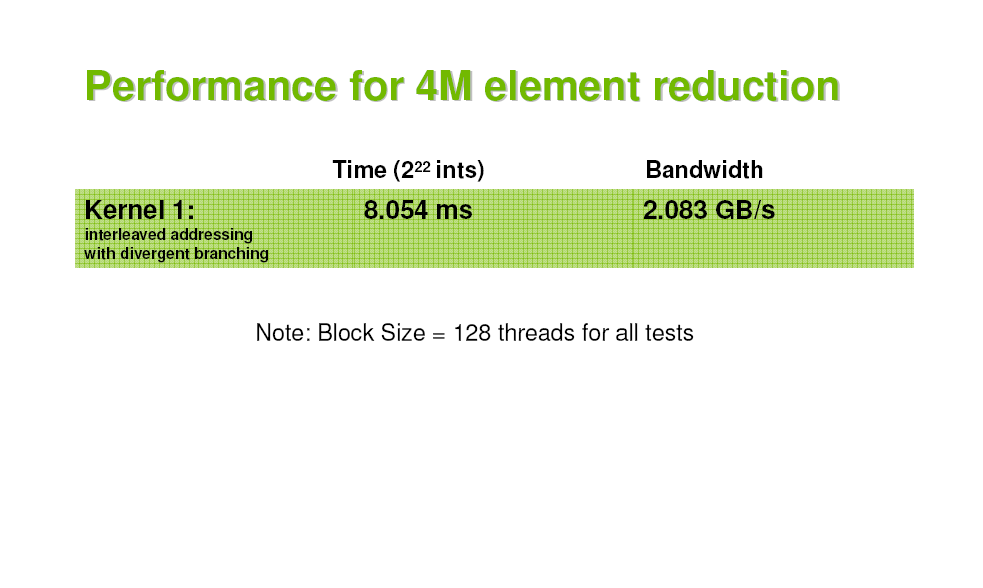 Performance for 4M element reduction
Time (2²² ints) Bandwidth
Kernel 1: 8.054 ms 2.083 GB/s
interleaved addressing
with divergent branching
Note: Block Size = 128 threads for all tests